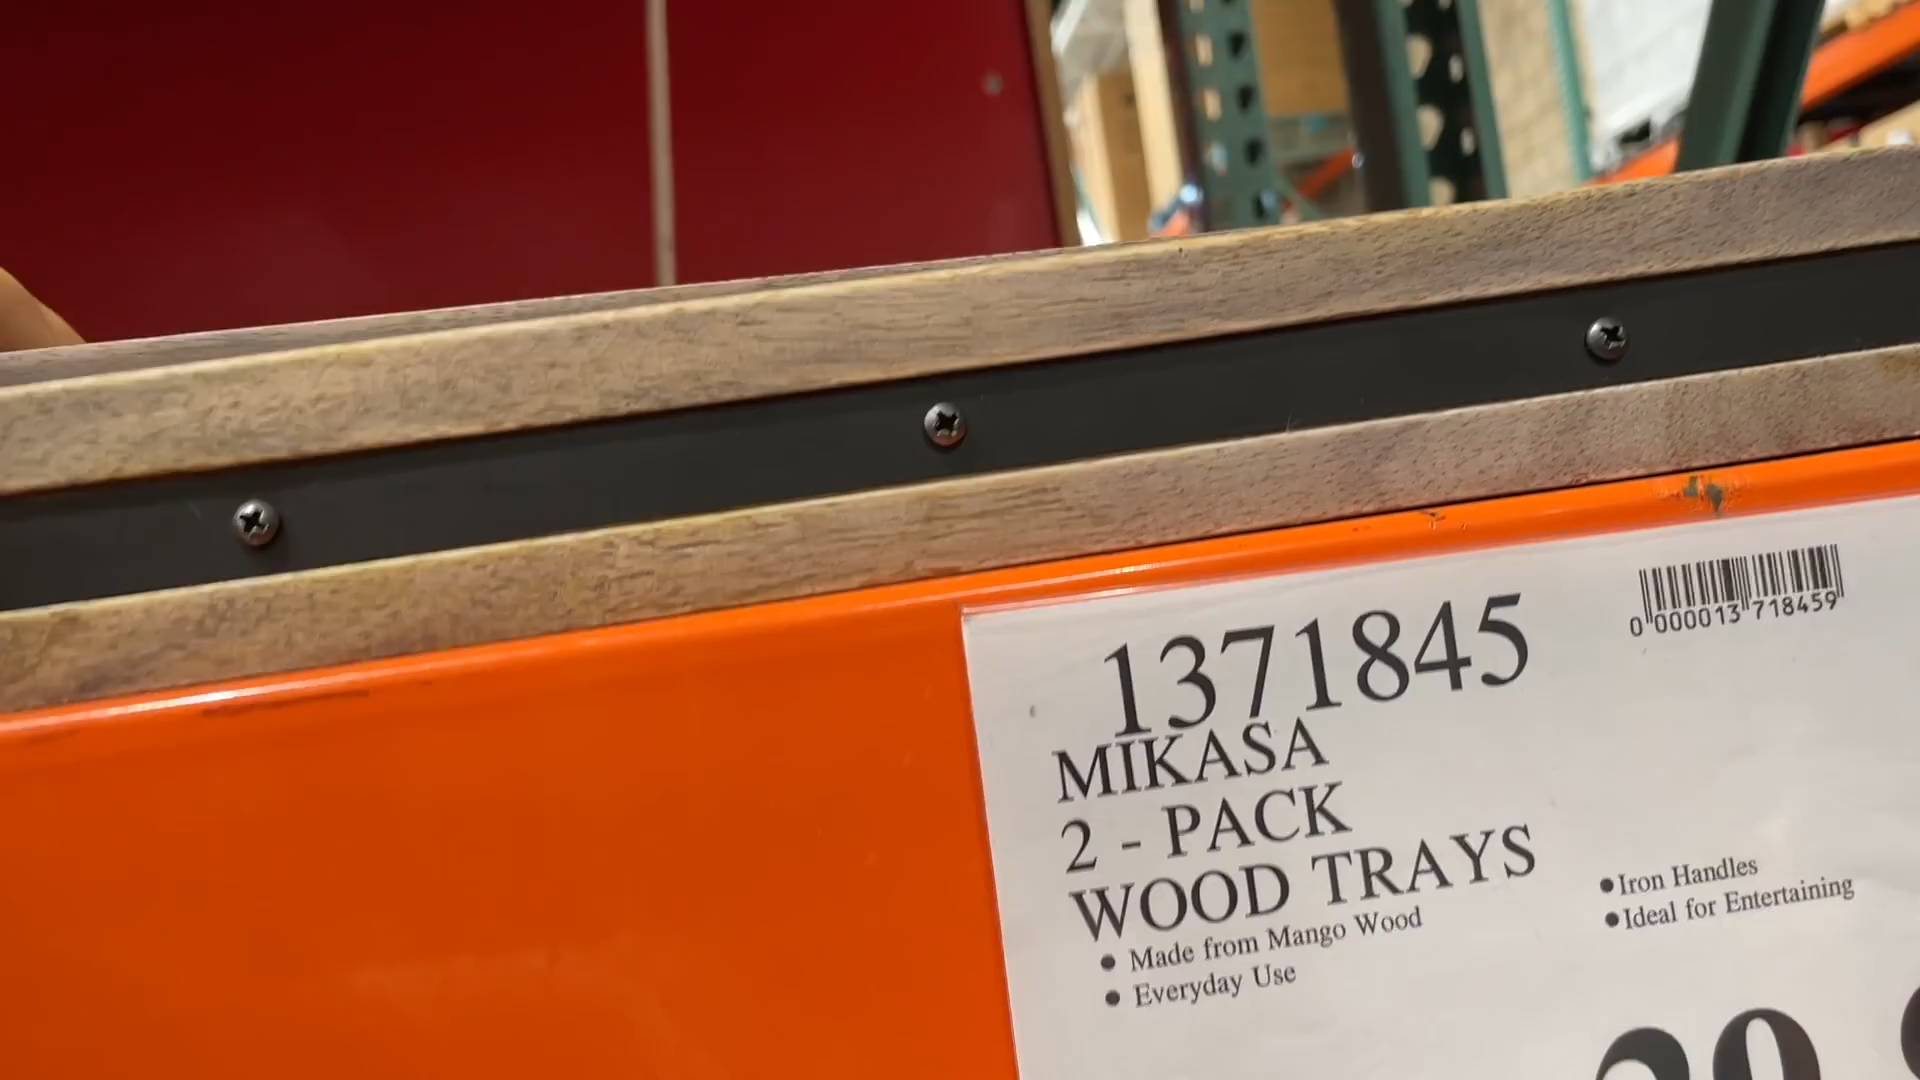 1371845
0 000013 718459
MIKASA
2 - PACK
WOOD TRAYS
• Made from Mango Wood
• Everyday Use
• Iron Handles
• Ideal for Entertaining